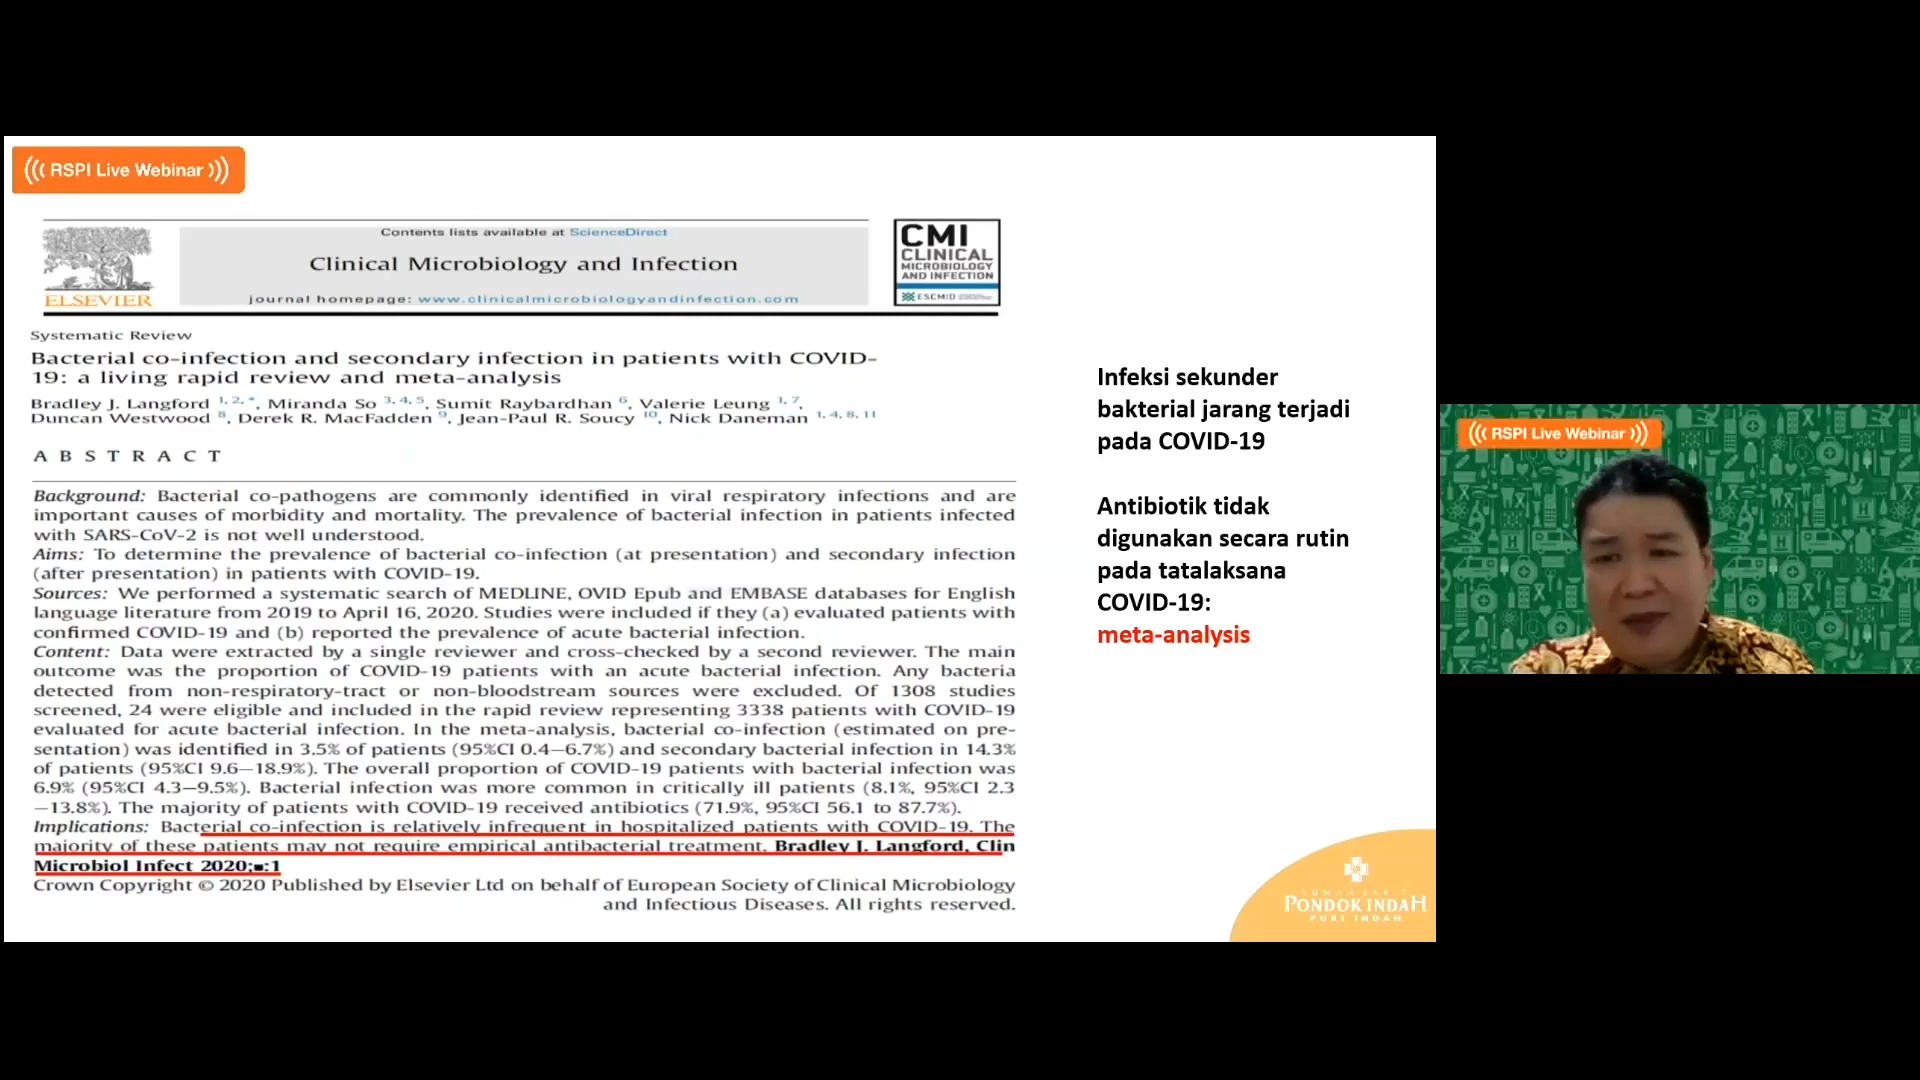 ((( RSPI Live Webinar )))
Contents lists available at ScienceDirect
Clinical Microbiology and Infection
journal homepage: www.clinicalmicrobiologyandinfection.com
ELSEVIER
CMI
CLINICAL
MICROBIOLOGY
AND INFECTION
ESCMID
Systematic Review
Bacterial co-infection and secondary infection in patients with COVID-
19: a living rapid review and meta-analysis
Bradley J. Langford 1, 2, *, Miranda So 3, 4, 5, Sumit Raybardhan 6, Valerie Leung 1, 7,
Duncan Westwood 8, Derek R. MacFadden 9, Jean-Paul R. Soucy 10, Nick Daneman 1, 4, 8, 11
A B S T R A C T
Background: Bacterial co-pathogens are commonly identified in viral respiratory infections and are
important causes of morbidity and mortality. The prevalence of bacterial infection in patients infected
with SARS-CoV-2 is not well understood.
Aims: To determine the prevalence of bacterial co-infection (at presentation) and secondary infection
(after presentation) in patients with COVID-19.
Sources: We performed a systematic search of MEDLINE, OVID Epub and EMBASE databases for English
language literature from 2019 to April 16, 2020. Studies were included if they (a) evaluated patients with
confirmed COVID-19 and (b) reported the prevalence of acute bacterial infection.
Content: Data were extracted by a single reviewer and cross-checked by a second reviewer. The main
outcome was the proportion of COVID-19 patients with an acute bacterial infection. Any bacteria
detected from non-respiratory-tract or non-bloodstream sources were excluded. Of 1308 studies
screened, 24 were eligible and included in the rapid review representing 3338 patients with COVID-19
evaluated for acute bacterial infection. In the meta-analysis, bacterial co-infection (estimated on pre-
sentation) was identified in 3.5% of patients (95%CI 0.4–6.7%) and secondary bacterial infection in 14.3%
of patients (95%CI 9.6–18.9%). The overall proportion of COVID-19 patients with bacterial infection was
6.9% (95%CI 4.3–9.5%). Bacterial infection was more common in critically ill patients (8.1%, 95%CI 2.3
–13.8%). The majority of patients with COVID-19 received antibiotics (71.9%, 95%CI 56.1 to 87.7%).
Implications: Bacterial co-infection is relatively infrequent in hospitalized patients with COVID-19. The
majority of these patients may not require empirical antibacterial treatment. Bradley J. Langford, Clin
Microbiol Infect 2020;▪:1
Crown Copyright © 2020 Published by Elsevier Ltd on behalf of European Society of Clinical Microbiology
and Infectious Diseases. All rights reserved.
Infeksi sekunder
bakterial jarang terjadi
pada COVID-19
Antibiotik tidak
digunakan secara rutin
pada tatalaksana
COVID-19:
meta-analysis
RUMAH SAKIT
PONDOK INDAH
PURI INDAH
((( RSPI Live Webinar )))